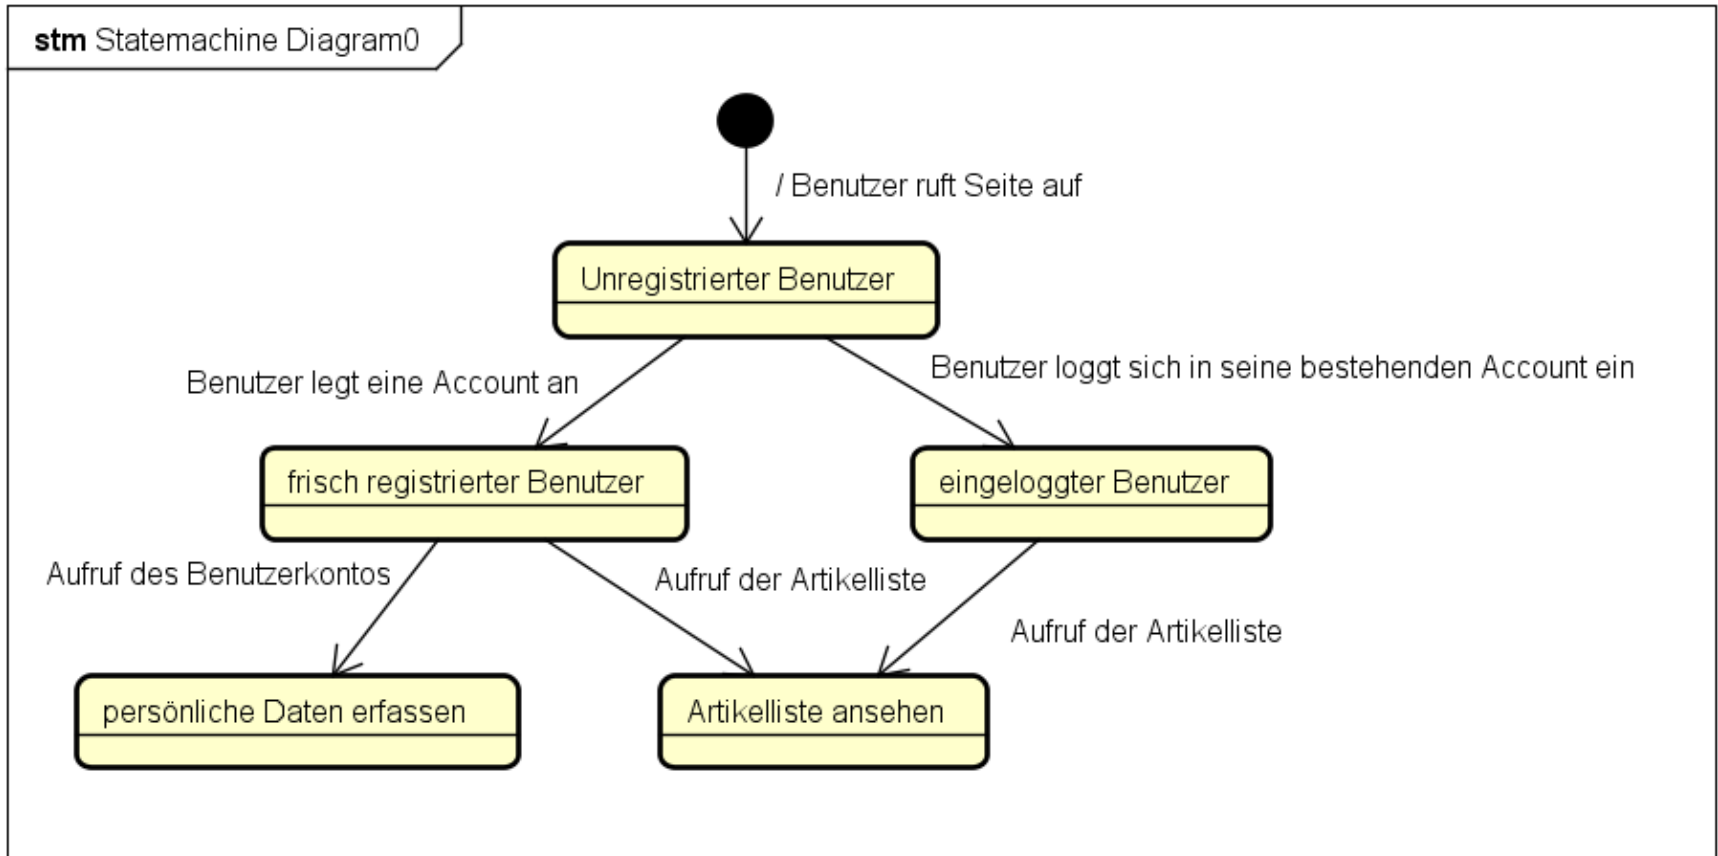 stm Statemachine Diagram0
/ Benutzer ruft Seite auf
Unregistrierter Benutzer
Benutzer legt eine Account an
Benutzer loggt sich in seine bestehenden Account ein
frisch registrierter Benutzer
eingeloggter Benutzer
Aufruf des Benutzerkontos
Aufruf der Artikelliste
Aufruf der Artikelliste
persönliche Daten erfassen
Artikelliste ansehen